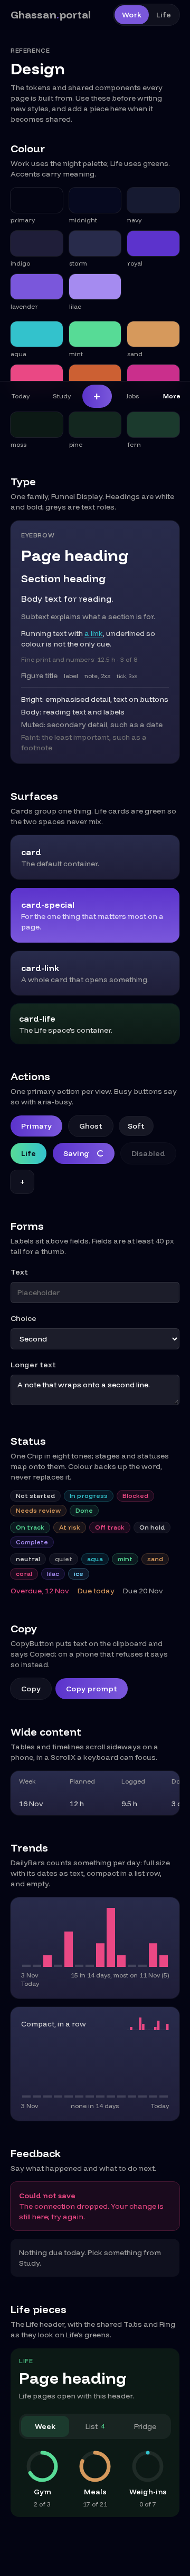 Ghassan.portal
Work
Life
REFERENCE
Design
The tokens and shared components every
page is built from. Use these before writing
new styles, and add a piece here when it
becomes shared.
Colour
Work uses the night palette; Life uses greens.
Accents carry meaning.
primary
midnight
navy
indigo
storm
royal
lavender
lilac
aqua
mint
sand
Today
Study
+
Jobs
More
moss
pine
fern
Type
One family, Funnel Display. Headings are white
and bold; greys are text roles.
EYEBROW
Page heading
Section heading
Body text for reading.
Subtext explains what a section is for.
Running text with a link, underlined so
colour is not the only cue.
Fine print and numbers: 12.5 h · 3 of 8
Figure title
label
note, 2xs
tick, 3xs
Bright: emphasised detail, text on buttons
Body: reading text and labels
Muted: secondary detail, such as a date
Faint: the least important, such as a
footnote
Surfaces
Cards group one thing. Life cards are green so
the two spaces never mix.
card
The default container.
card-special
For the one thing that matters most on a
page.
card-link
A whole card that opens something.
card-life
The Life space's container.
Actions
One primary action per view. Busy buttons say
so with aria-busy.
Primary
Ghost
Soft
Life
Saving
Disabled
+
Forms
Labels sit above fields. Fields are at least 40 px
tall for a thumb.
Text
Placeholder
Choice
Second
Longer text
A note that wraps onto a second line.
Status
One Chip in eight tones; stages and statuses
map onto them. Colour backs up the word,
never replaces it.
Not started
In progress
Blocked
Needs review
Done
On track
At risk
Off track
On hold
Complete
neutral
quiet
aqua
mint
sand
coral
lilac
ice
Overdue, 12 Nov
Due today
Due 20 Nov
Copy
CopyButton puts text on the clipboard and
says Copied; on a phone that refuses it says
so instead.
Copy
Copy prompt
Wide content
Tables and timelines scroll sideways on a
phone, in a ScrollX a keyboard can focus.
Week
Planned
Logged
16 Nov
12 h
9.5 h
Trends
DailyBars counts something per day: full size
with its dates as text, compact in a list row,
and empty.
3 Nov
15 in 14 days, most on 11 Nov (5)
Today
Compact, in a row
3 Nov
none in 14 days
Today
Feedback
Say what happened and what to do next.
Could not save
The connection dropped. Your change is
still here; try again.
Nothing due today. Pick something from
Study.
Life pieces
The Life header, with the shared Tabs and Ring
as they look on Life's greens.
LIFE
Page heading
Life pages open with this header.
Week
List 4
Fridge
Gym
Meals
Weigh-ins
2 of 3
17 of 21
0 of 7